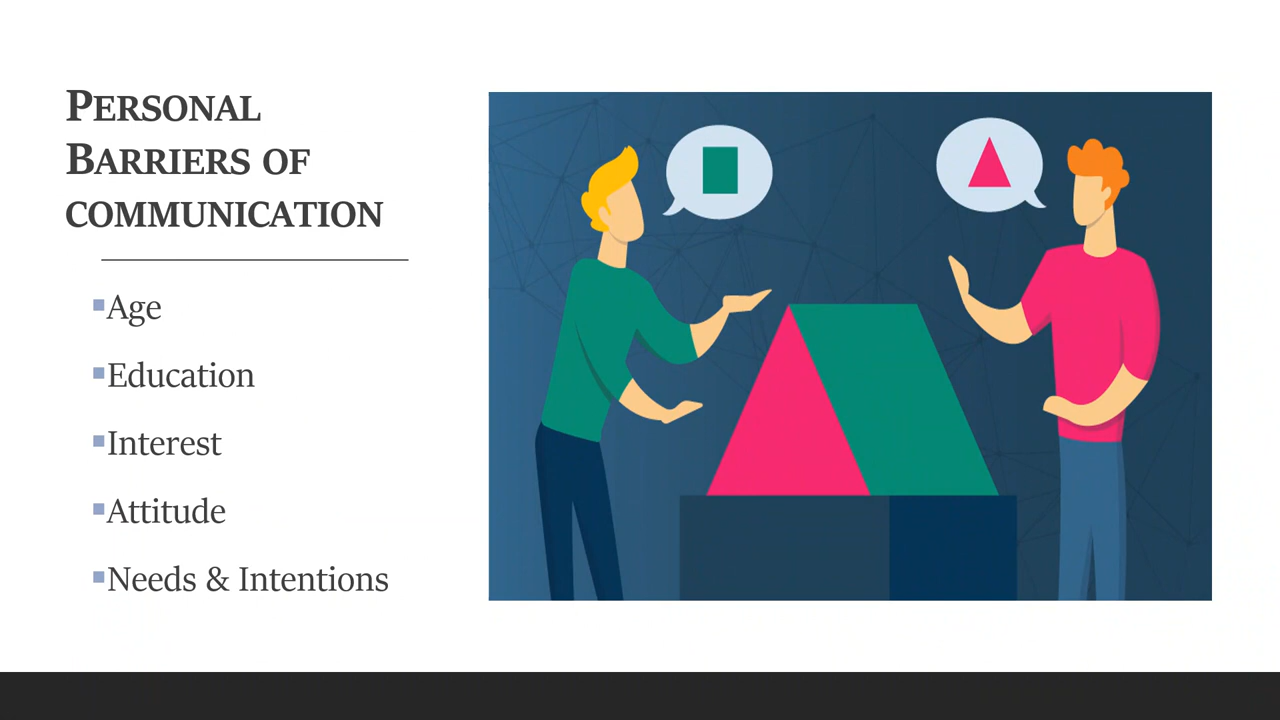 Personal
Barriers of
communication
Age
Education
Interest
Attitude
Needs & Intentions